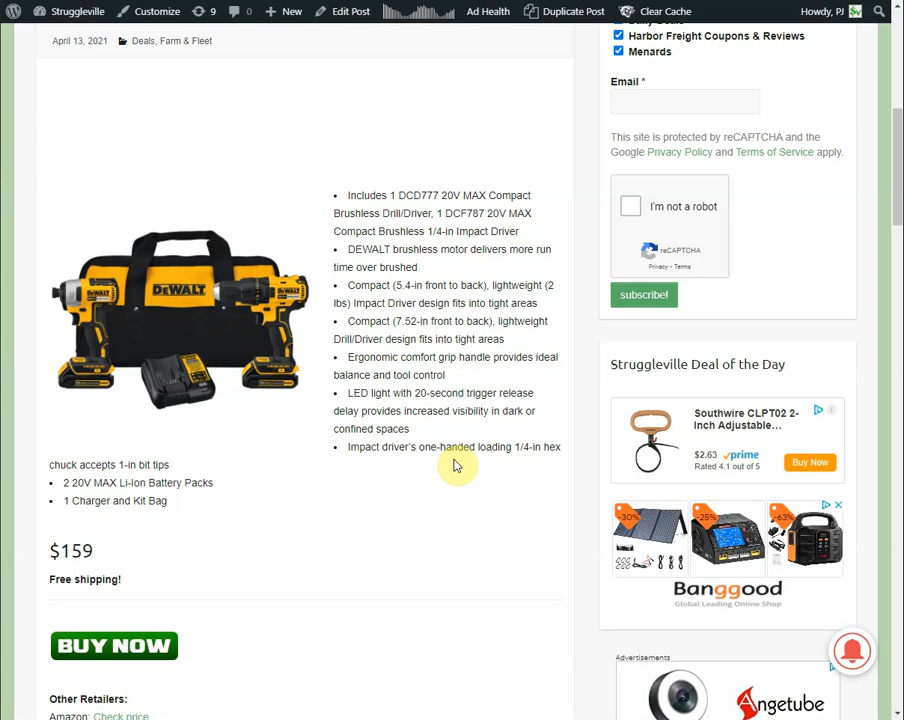 Struggleville Customize 9 0 New Edit Post Ad Health Duplicate Post Clear Cache Howdy, PJ
April 13, 2021 Deals, Farm & Fleet
• Includes 1 DCD777 20V MAX Compact
Brushless Drill/Driver, 1 DCF787 20V MAX
Compact Brushless 1/4-in Impact Driver
• DEWALT brushless motor delivers more run
time over brushed
• Compact (5.4-in front to back), lightweight (2
lbs) Impact Driver design fits into tight areas
• Compact (7.52-in front to back), lightweight
Drill/Driver design fits into tight areas
• Ergonomic comfort grip handle provides ideal
balance and tool control
• LED light with 20-second trigger release
delay provides increased visibility in dark or
confined spaces
• Impact driver's one-handed loading 1/4-in hex
chuck accepts 1-in bit tips
• 2 20V MAX Li-Ion Battery Packs
• 1 Charger and Kit Bag
DEWALT
$159
Free shipping!
BUY NOW
Other Retailers:
Amazon: Check price
Harbor Freight Coupons & Reviews
Menards
Email *
This site is protected by reCAPTCHA and the
Google Privacy Policy and Terms of Service apply.
I'm not a robot
reCAPTCHA
Privacy - Terms
subscribe!
Struggleville Deal of the Day
Southwire CLPT02 2-
Inch Adjustable...
$2.63 prime
Rated 4.1 out of 5
Buy Now
-30% -25% -63%
Banggood
Global Leading Online Shop
Advertisements
Angetube